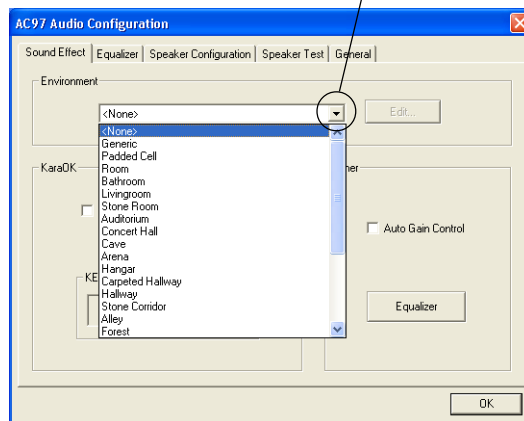 AC97 Audio Configuration
Sound Effect Equalizer Speaker Configuration Speaker Test General
Environment
<None>
Edit...
<None>
Generic
Padded Cell
Room
Bathroom
Livingroom
Stone Room
Auditorium
Concert Hall
Cave
Arena
Hangar
Carpeted Hallway
Hallway
Stone Corridor
Alley
Forest
KaraOK
KE
her
Auto Gain Control
Equalizer
OK